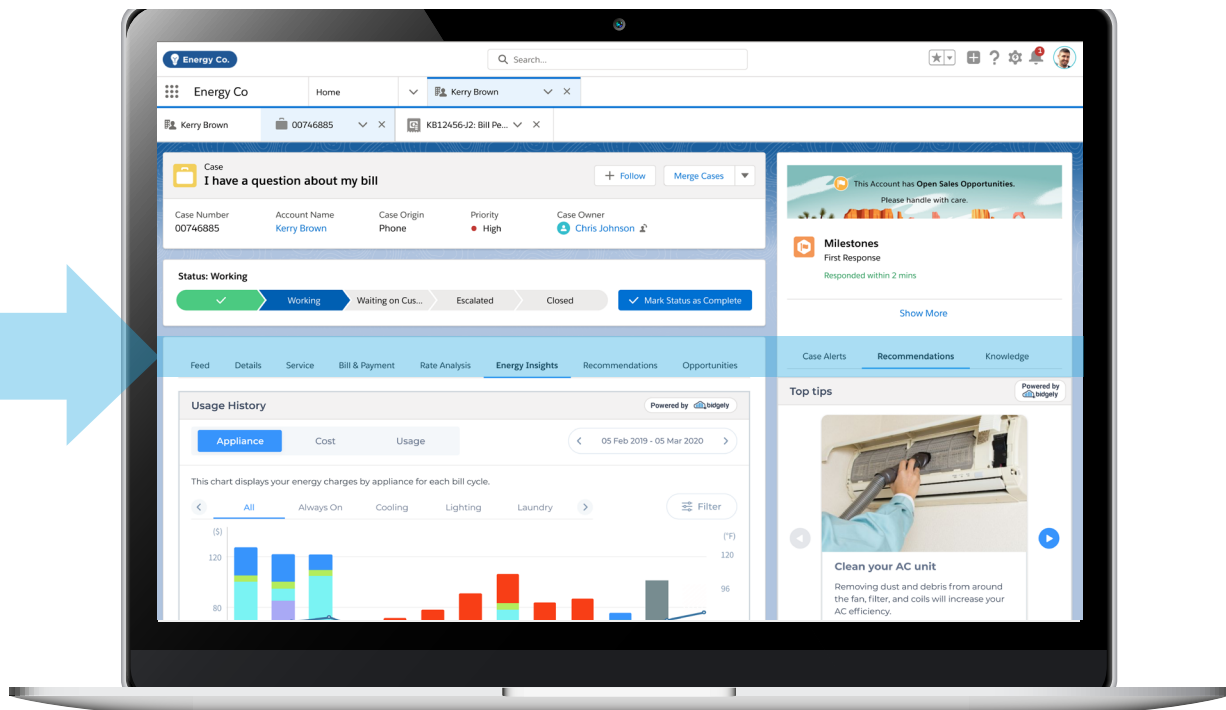 Energy Co.
Search...
3
Energy Co
Home
Kerry Brown
Kerry Brown
00746885
KB12456-J2: Bill Pe...
Case
I have a question about my bill
Follow
Merge Cases
Case Number
Account Name
Case Origin
Priority
Case Owner
00746885
Kerry Brown
Phone
High
Chris Johnson
Status: Working
Working
Waiting on Cus...
Escalated
Closed
Mark Status as Complete
Feed
Details
Service
Bill & Payment
Rate Analysis
Energy Insights
Recommendations
Opportunities
Usage History
Powered by bidgely
Appliance
Cost
Usage
05 Feb 2019 - 05 Mar 2020
This chart displays your energy charges by appliance for each bill cycle.
All
Always On
Cooling
Lighting
Laundry
Filter
($)
(°F)
120
120
96
80
This Account has Open Sales Opportunities.
Please handle with care.
Milestones
First Response
Responded within 2 mins
Show More
Case Alerts
Recommendations
Knowledge
Top tips
Powered by
bidgely
Clean your AC unit
Removing dust and debris from around
the fan, filter, and coils will increase your
AC efficiency.